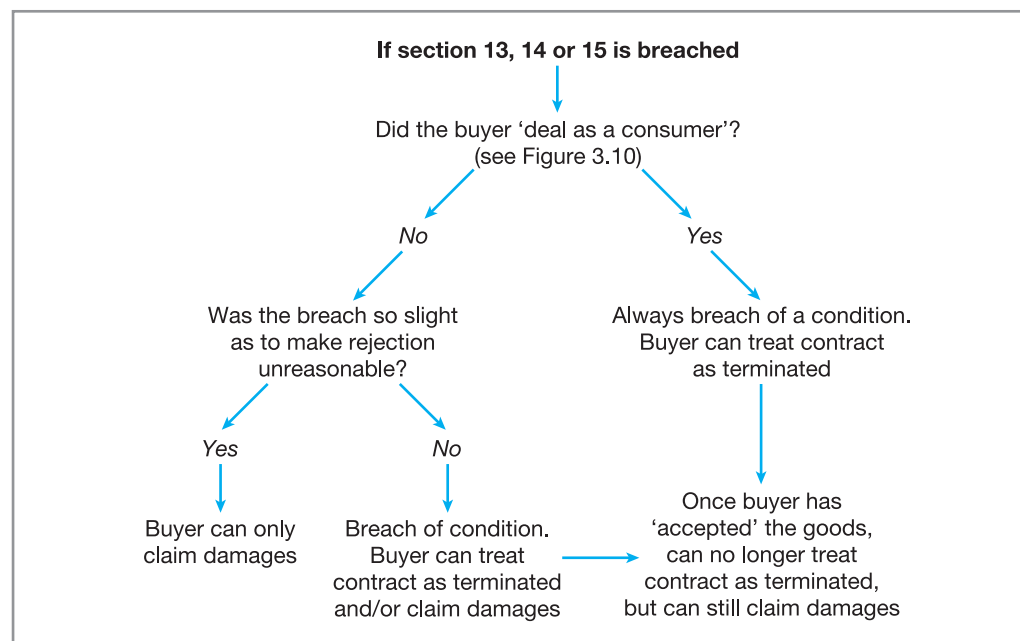 If section 13, 14 or 15 is breached
Did the buyer ‘deal as a consumer’?
(see Figure 3.10)
No
Yes
Was the breach so slight
as to make rejection
unreasonable?
Always breach of a condition.
Buyer can treat contract
as terminated
Yes
No
Buyer can only
claim damages
Breach of condition.
Buyer can treat
contract as terminated
and/or claim damages
Once buyer has
‘accepted’ the goods,
can no longer treat
contract as terminated,
but can still claim damages